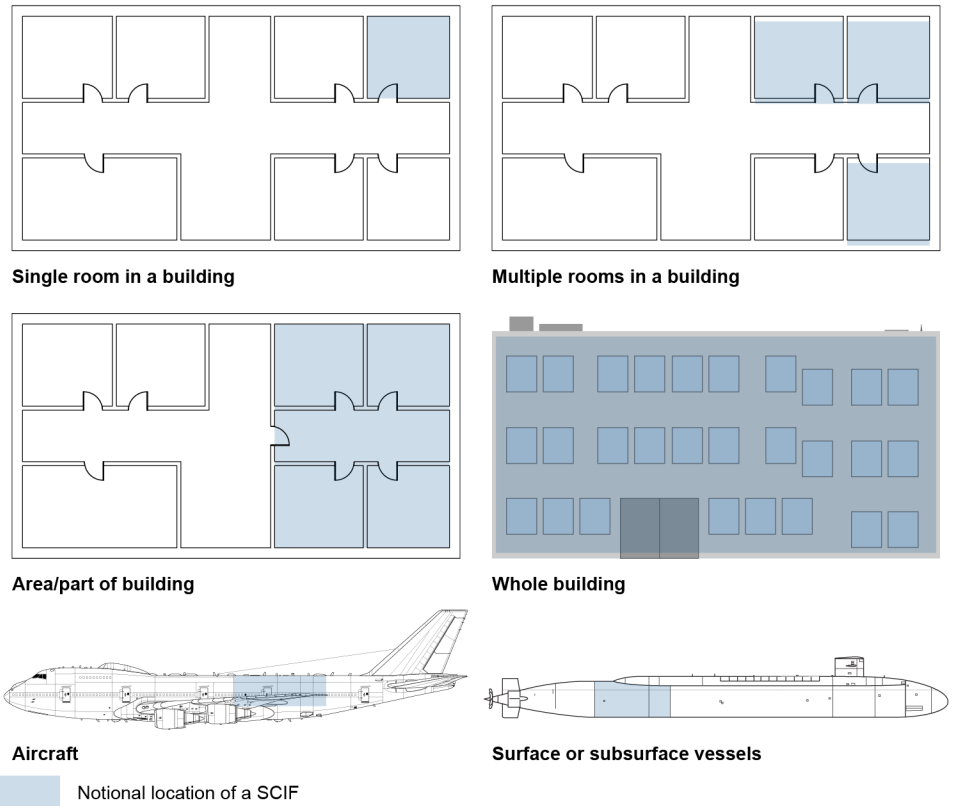 Single room in a building
Multiple rooms in a building
Area/part of building
Whole building
Aircraft
Surface or subsurface vessels
Notional location of a SCIF